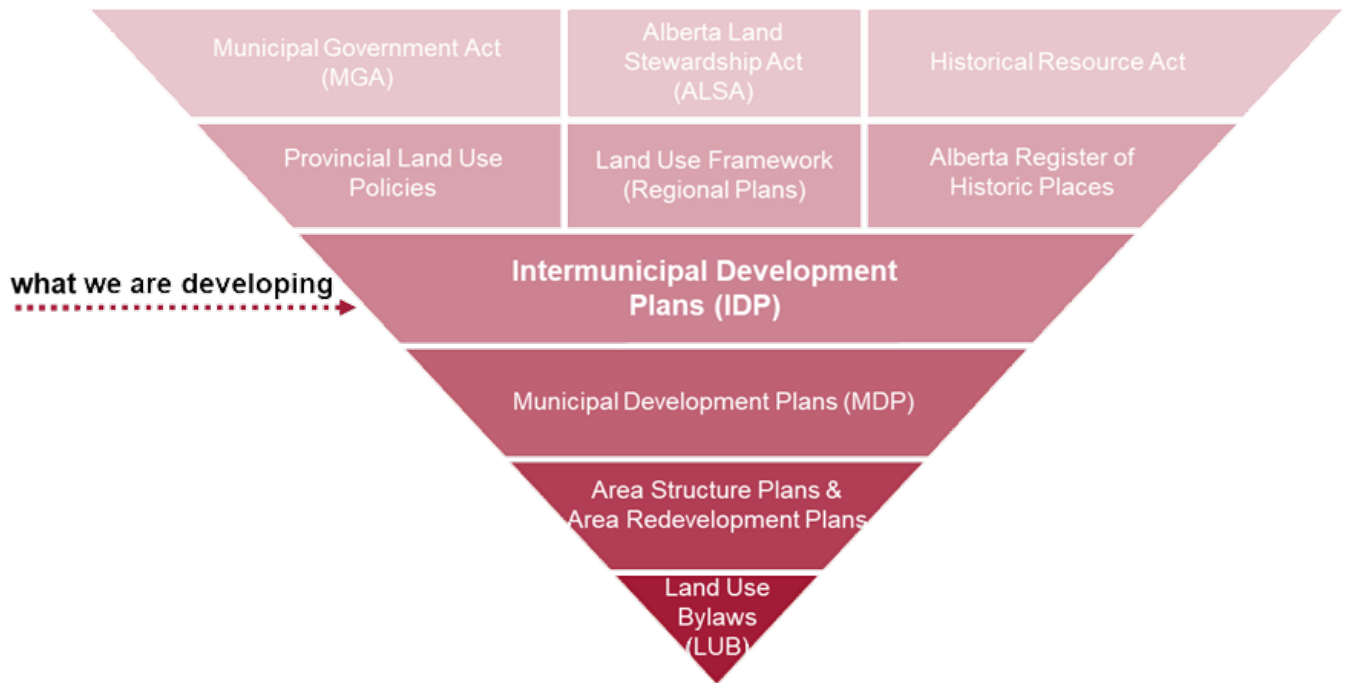 Municipal Government Act
(MGA)
Alberta Land
Stewardship Act
(ALSA)
Historical Resource Act
Provincial Land Use
Policies
Land Use Framework
(Regional Plans)
Alberta Register of
Historic Places
what we are developing
Intermunicipal Development
Plans (IDP)
Municipal Development Plans (MDP)
Area Structure Plans &
Area Redevelopment Plans
Land Use
Bylaws
(LUB)